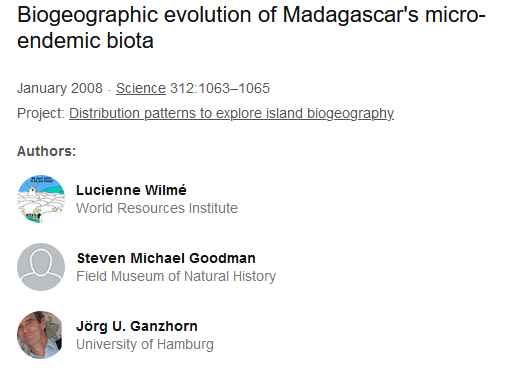 Biogeographic evolution of Madagascar's micro-
endemic biota
January 2008 · Science 312:1063–1065
Project: Distribution patterns to explore island biogeography
Authors:
Lucienne Wilmé
World Resources Institute
Steven Michael Goodman
Field Museum of Natural History
Jörg U. Ganzhorn
University of Hamburg